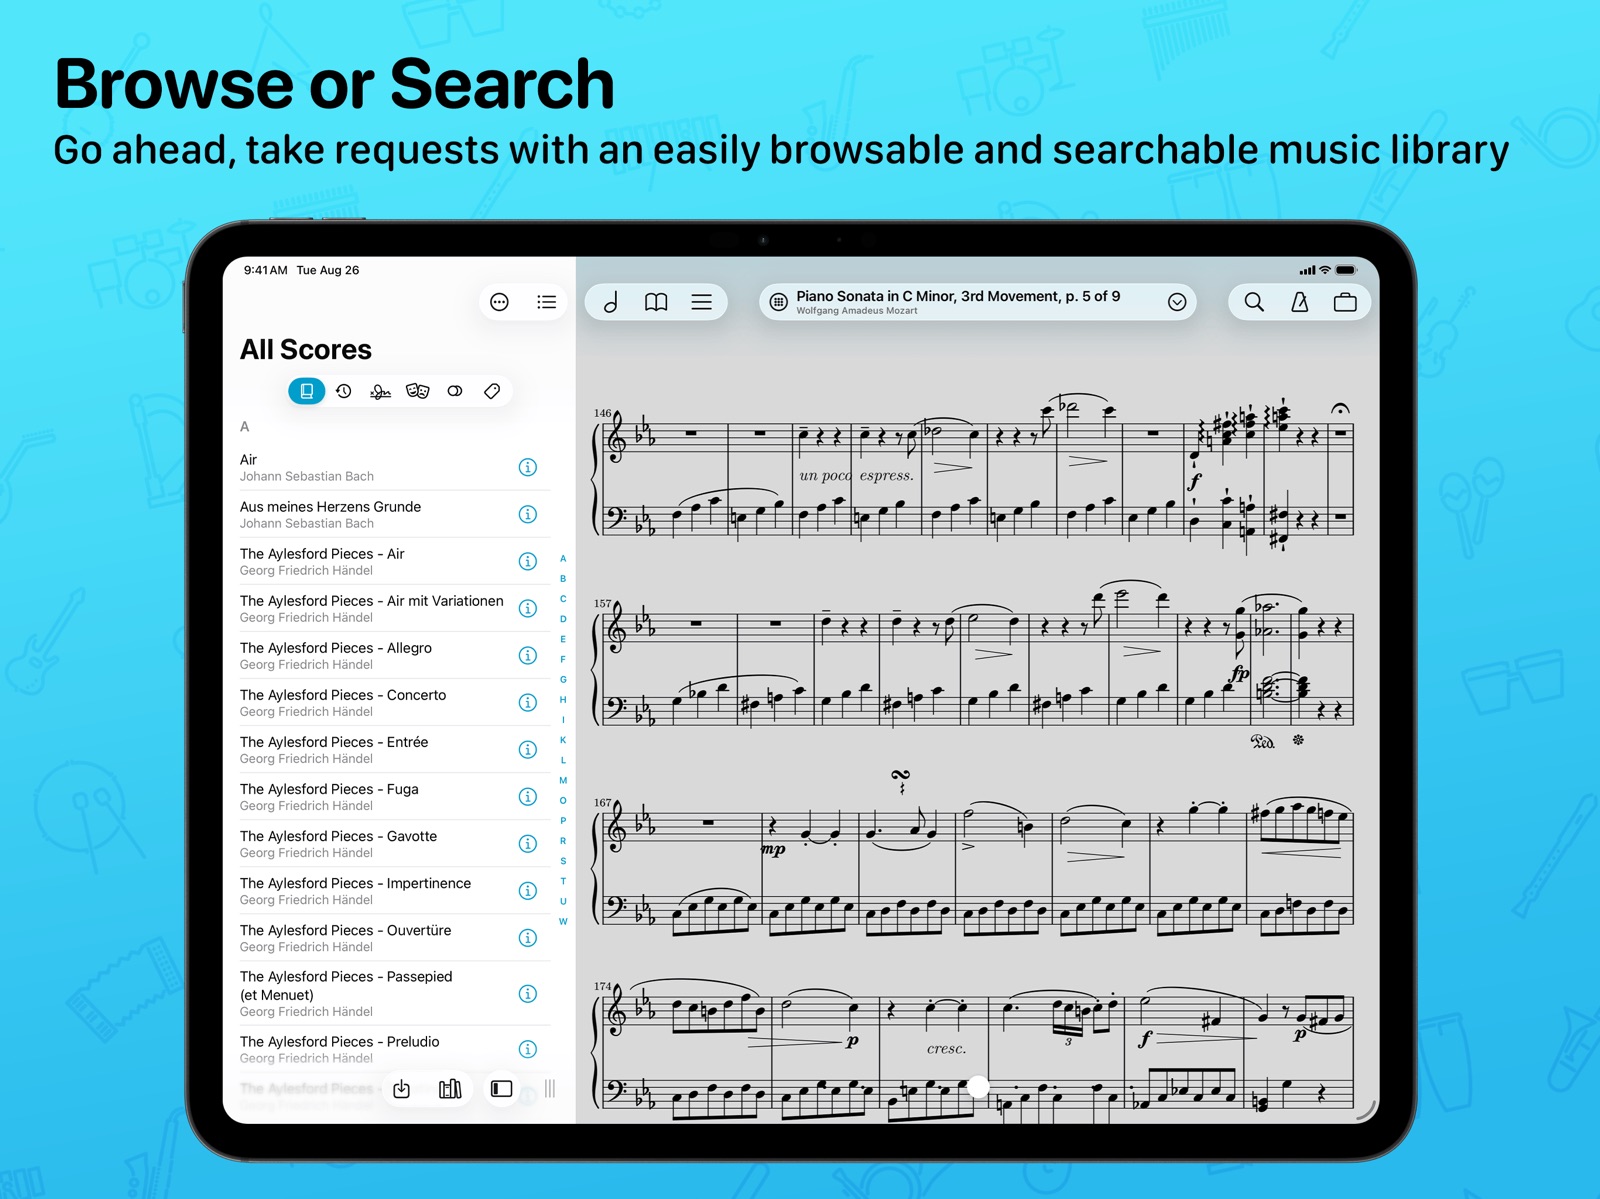 Browse or Search
Go ahead, take requests with an easily browsable and searchable music library
9:41 AM Tue Aug 26
Piano Sonata in C Minor, 3rd Movement, p. 5 of 9
Wolfgang Amadeus Mozart
All Scores
A
Air
Johann Sebastian Bach
Aus meines Herzens Grunde
Johann Sebastian Bach
The Aylesford Pieces - Air
Georg Friedrich Händel
The Aylesford Pieces - Air mit Variationen
Georg Friedrich Händel
The Aylesford Pieces - Allegro
Georg Friedrich Händel
The Aylesford Pieces - Concerto
Georg Friedrich Händel
The Aylesford Pieces - Entrée
Georg Friedrich Händel
The Aylesford Pieces - Fuga
Georg Friedrich Händel
The Aylesford Pieces - Gavotte
Georg Friedrich Händel
The Aylesford Pieces - Impertinence
Georg Friedrich Händel
The Aylesford Pieces - Ouvertüre
Georg Friedrich Händel
The Aylesford Pieces - Passepied
(et Menuet)
Georg Friedrich Händel
The Aylesford Pieces - Preludio
Georg Friedrich Händel
The Aylesford Pieces -
A
B
C
D
E
F
G
H
I
K
L
M
O
P
R
S
T
U
W
146
un poco espress.
f
157
fp
Ped.
167
mp
174
p
cresc.
3
f
p